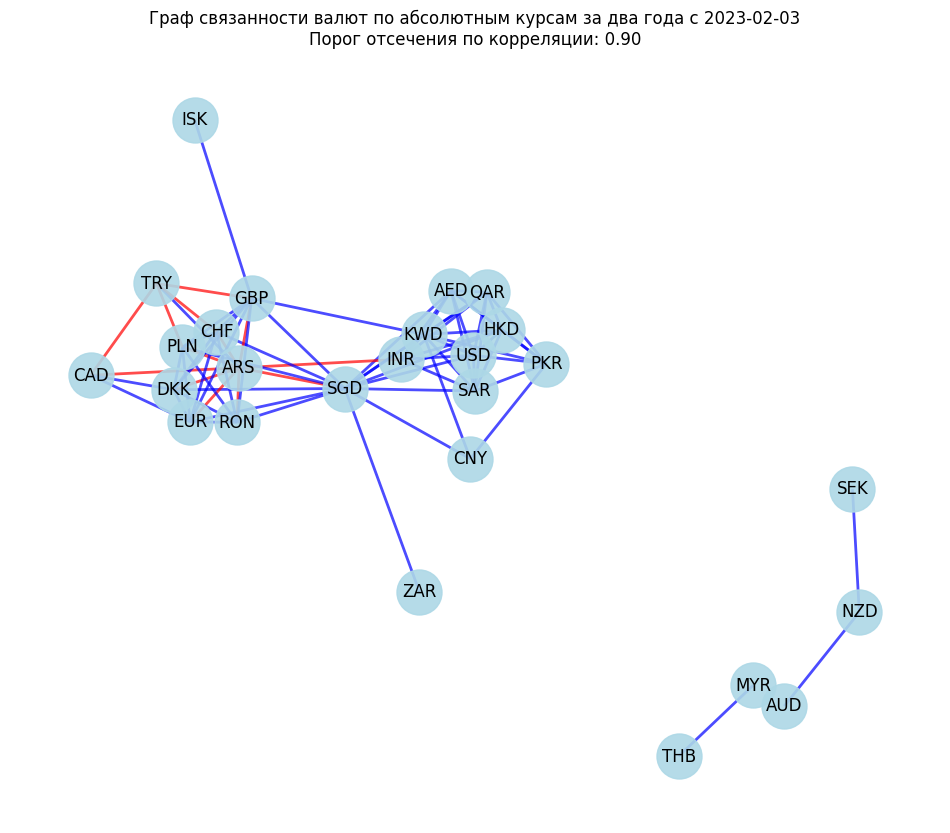 Граф связанности валют по абсолютным курсам за два года с 2023-02-03
Порог отсечения по корреляции: 0.90
ISK
TRY
GBP
AED
QAR
CHF
KWD
HKD
PLN
INR
USD
PKR
CAD
ARS
DKK
SGD
SAR
EUR
RON
CNY
SEK
ZAR
NZD
MYR
AUD
THB